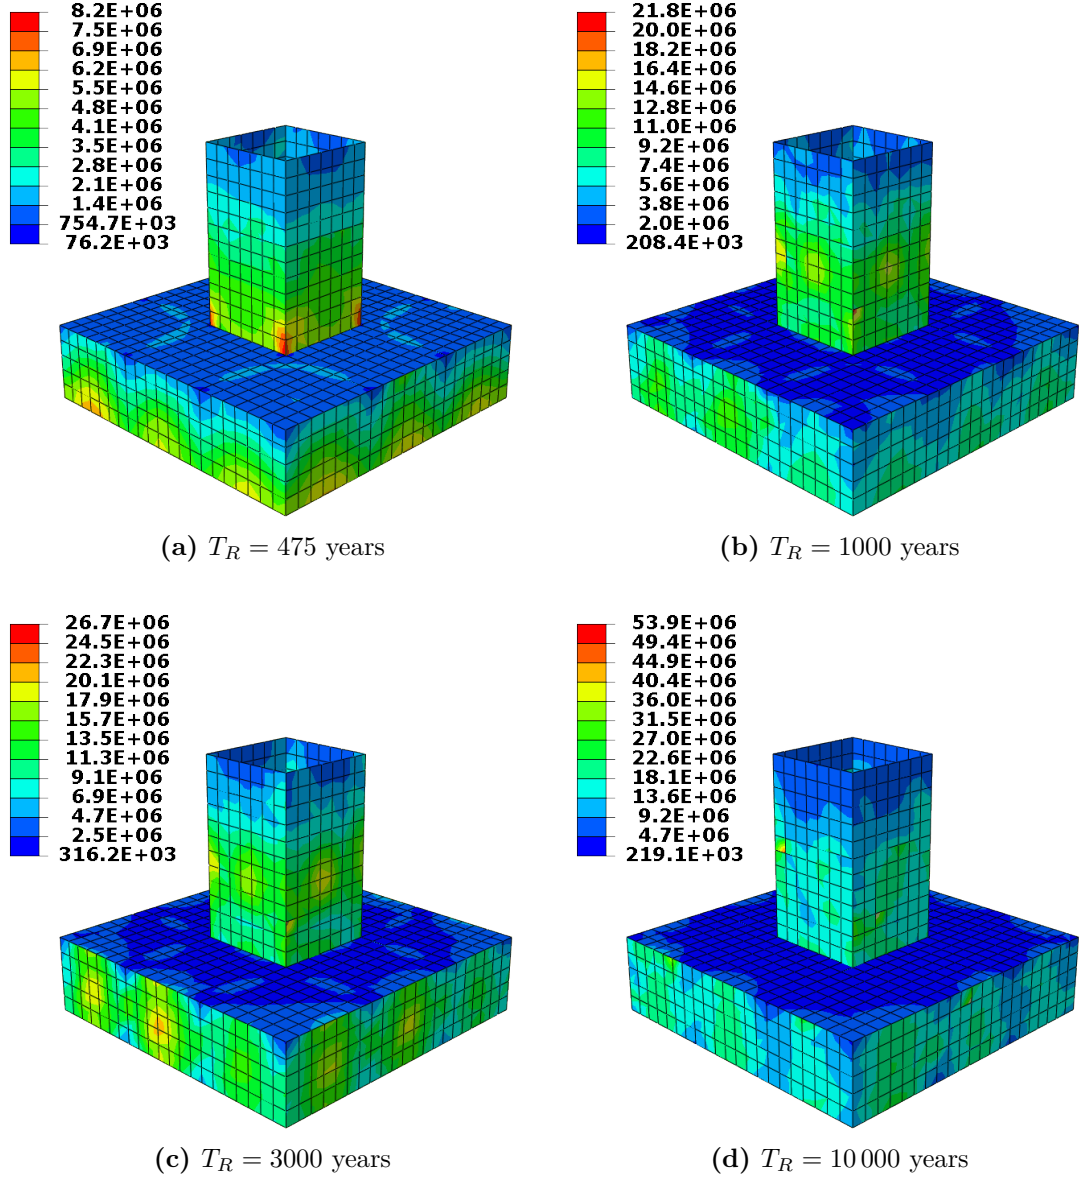 8.2E+06
7.5E+06
6.9E+06
6.2E+06
5.5E+06
4.8E+06
4.1E+06
3.5E+06
2.8E+06
2.1E+06
1.4E+06
754.7E+03
76.2E+03
(a) T_R = 475 years
21.8E+06
20.0E+06
18.2E+06
16.4E+06
14.6E+06
12.8E+06
11.0E+06
9.2E+06
7.4E+06
5.6E+06
3.8E+06
2.0E+06
208.4E+03
(b) T_R = 1000 years
26.7E+06
24.5E+06
22.3E+06
20.1E+06
17.9E+06
15.7E+06
13.5E+06
11.3E+06
9.1E+06
6.9E+06
4.7E+06
2.5E+06
316.2E+03
(c) T_R = 3000 years
53.9E+06
49.4E+06
44.9E+06
40.4E+06
36.0E+06
31.5E+06
27.0E+06
22.6E+06
18.1E+06
13.6E+06
9.2E+06
4.7E+06
219.1E+03
(d) T_R = 10 000 years